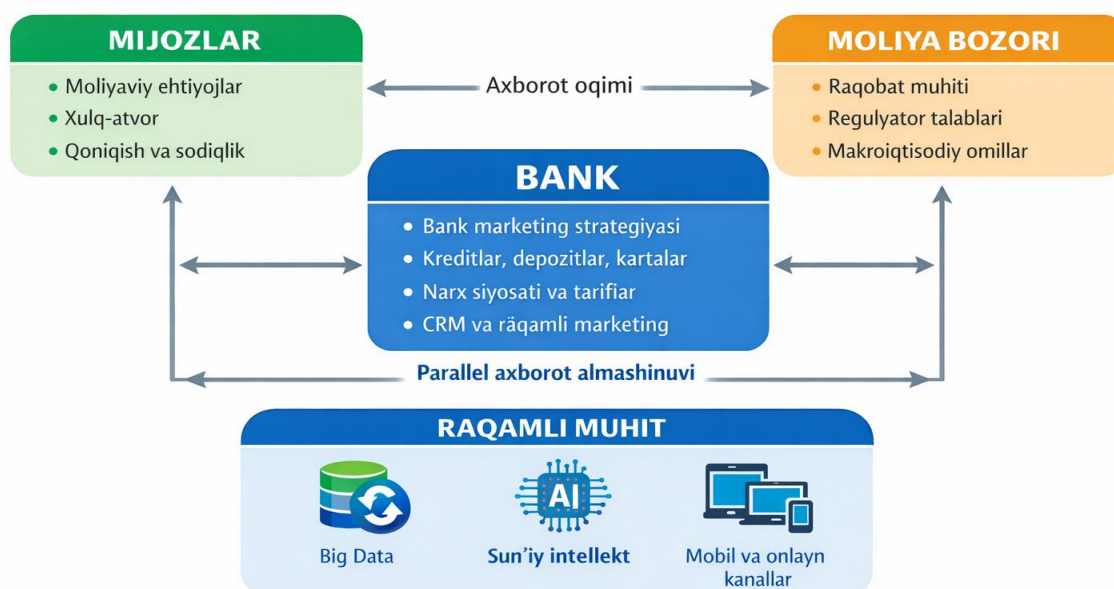 MIJOZLAR
• Moliyaviy ehtiyojlar
• Xulq-atvor
• Qoniqish va sodiqlik
Axborot oqimi
MOLIYA BOZORI
• Raqobat muhiti
• Regulyator talablari
• Makroiqtisodiy omillar
BANK
• Bank marketing strategiyasi
• Kreditlar, depozitlar, kartalar
• Narx siyosati va tarifiar
• CRM va räqamli marketing
Parallel axborot almashinuvi
RAQAMLI MUHIT
Big Data
AI
Sun’iy intellekt
Mobil va onlayn
kanallar